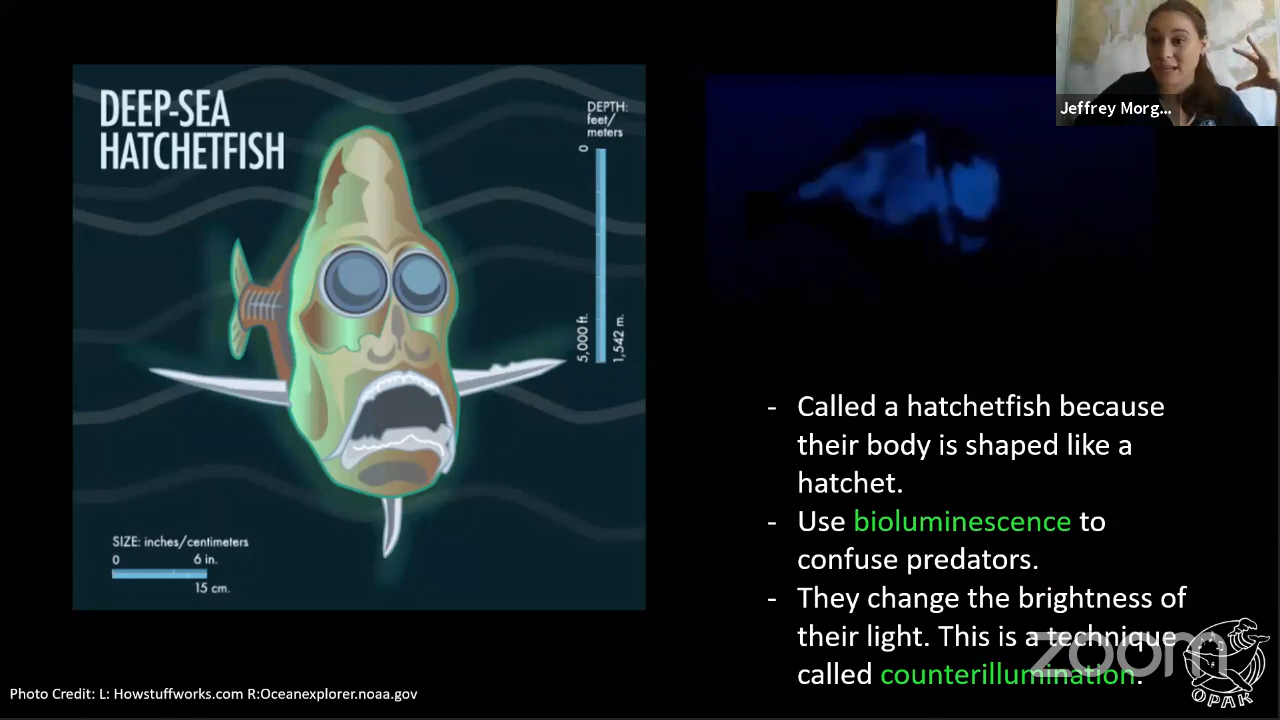 Jeffrey Morg...
DEEP-SEA
HATCHETFISH
DEPTH:
feet/
meters
0
5,000 ft.
1,542 m.
SIZE: inches/centimeters
0
6 in.
15 cm.
- Called a hatchetfish because
their body is shaped like a
hatchet.
- Use bioluminescence to
confuse predators.
- They change the brightness of
their light. This is a technique
called counterillumination.
zoom
OPAK
Photo Credit: L: Howstuffworks.com R:Oceanexplorer.noaa.gov